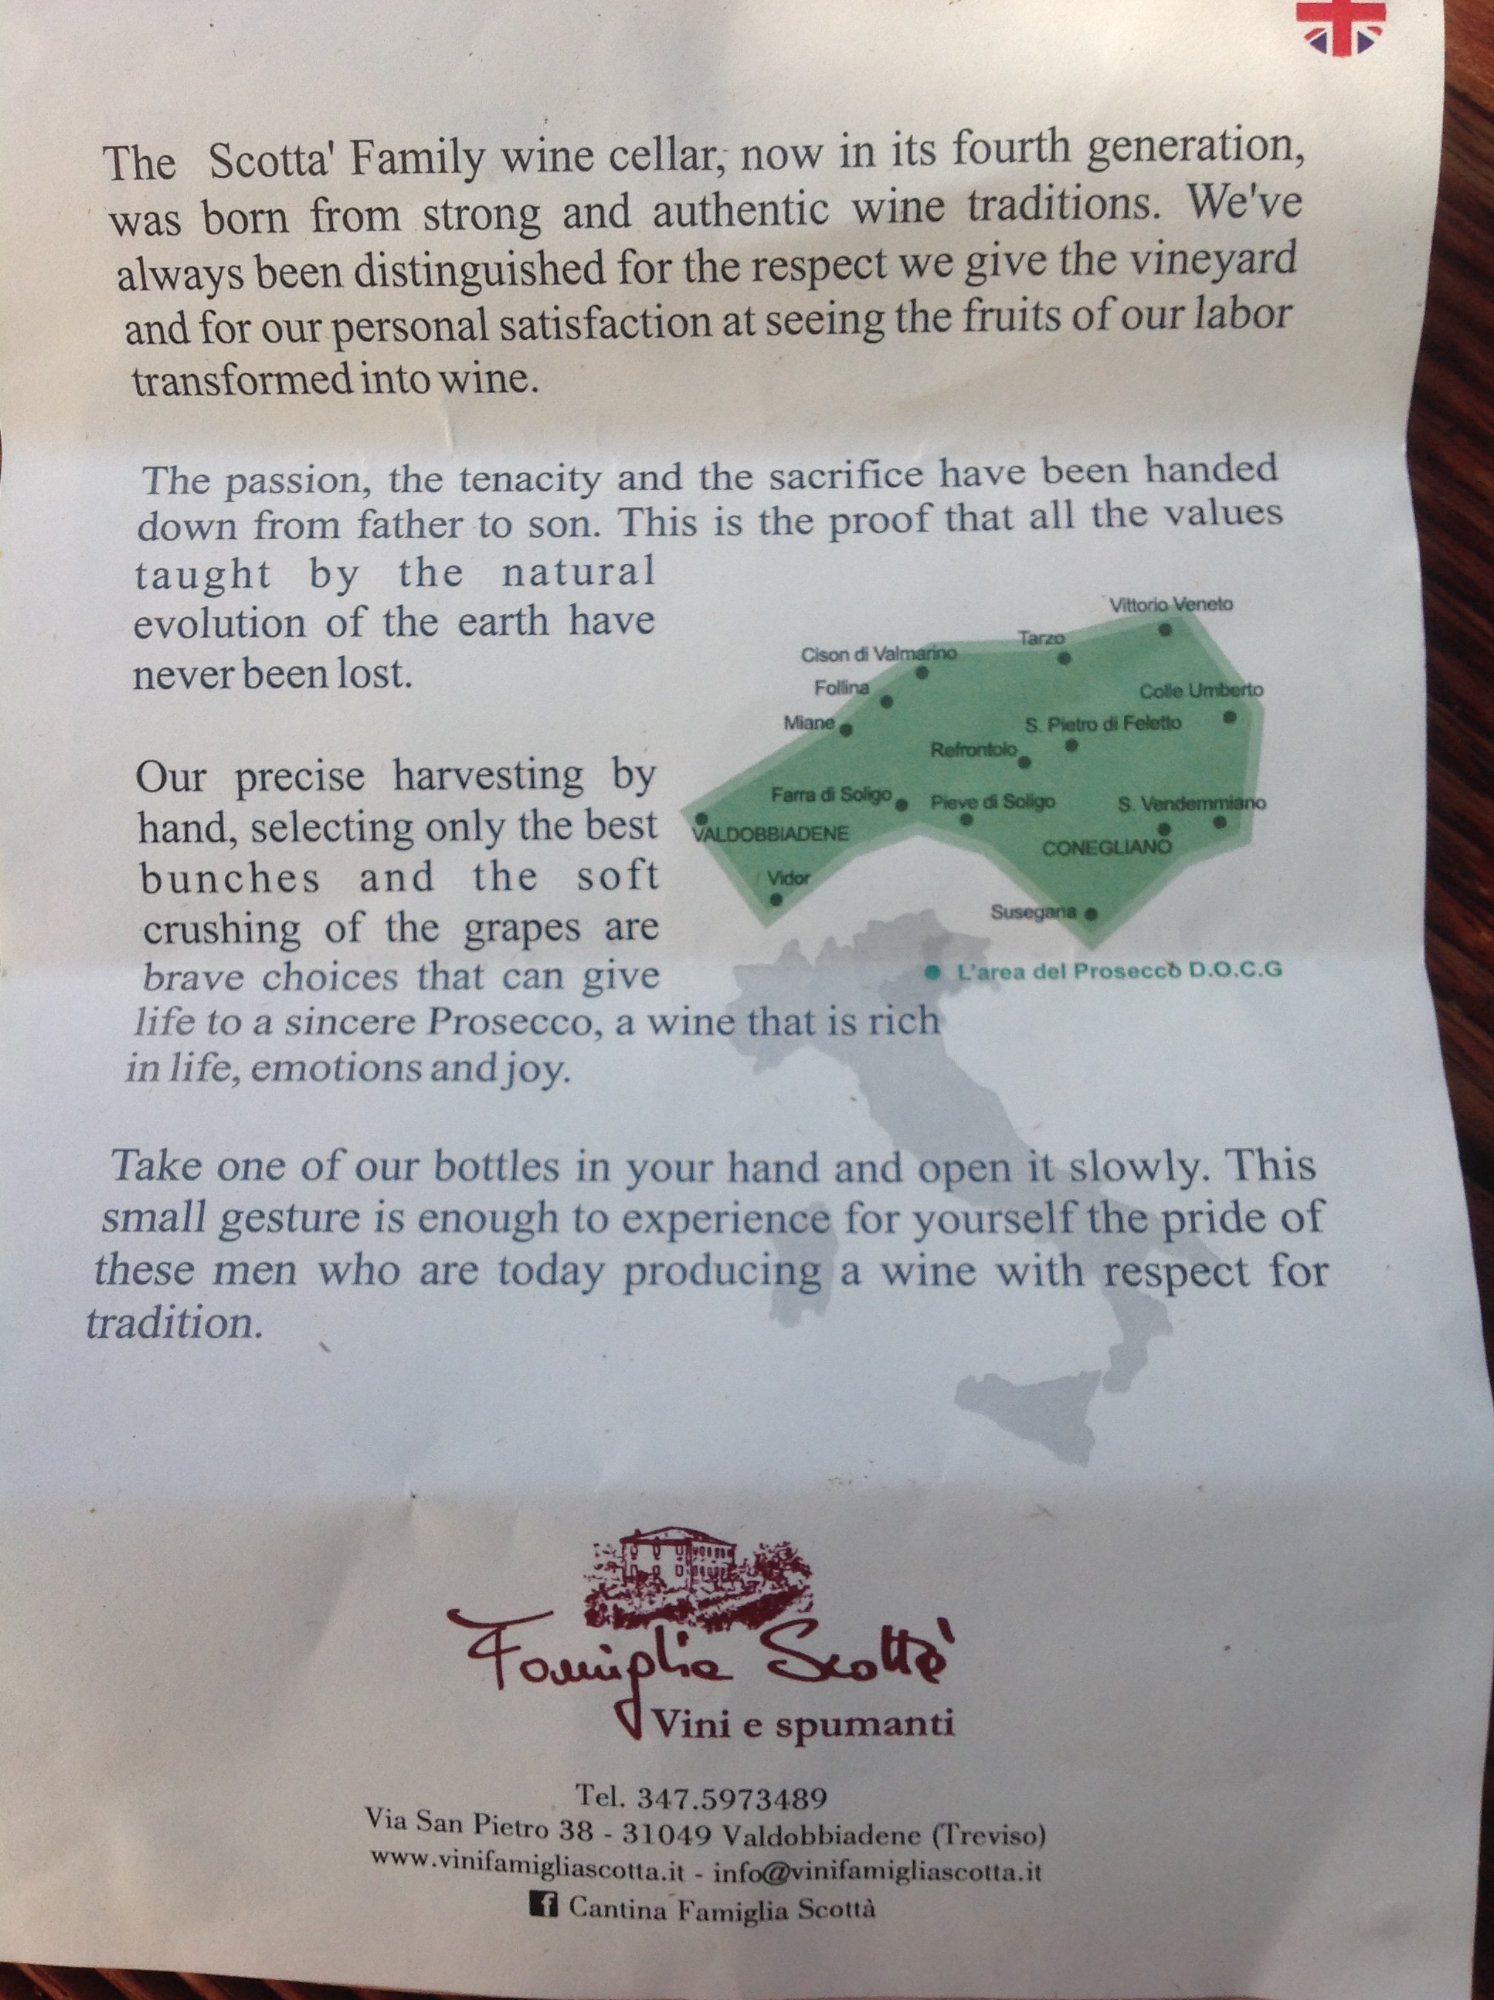 The Scotta' Family wine cellar, now in its fourth generation,
was born from strong and authentic wine traditions. We've
always been distinguished for the respect we give the vineyard
and for our personal satisfaction at seeing the fruits of our labor
transformed into wine.
The passion, the tenacity and the sacrifice have been handed
down from father to son. This is the proof that all the values
taught by the natural
evolution of the earth have
never been lost.
Our precise harvesting by
hand, selecting only the best
bunches and the soft
crushing of the grapes are
brave choices that can give
life to a sincere Prosecco, a wine that is rich
in life, emotions and joy.
Vittorio Veneto
Tarzo
Cison di Valmarino
Follina
Colle Umberto
Miane
S. Pietro di Feletto
Refrontolo
Farra di Soligo
Pieve di Soligo
S. Vendemmiano
VALDOBBIADENE
CONEGLIANO
Vidor
Susegana
L'area del Prosecco D.O.C.G
Take one of our bottles in your hand and open it slowly. This
small gesture is enough to experience for yourself the pride of
these men who are today producing a wine with respect for
tradition.
Famiglia Scottà
Vini e spumanti
Tel. 347.5973489
Via San Pietro 38 - 31049 Valdobbiadene (Treviso)
www.vinifamigliascotta.it - info@vinifamigliascotta.it
f Cantina Famiglia Scottà